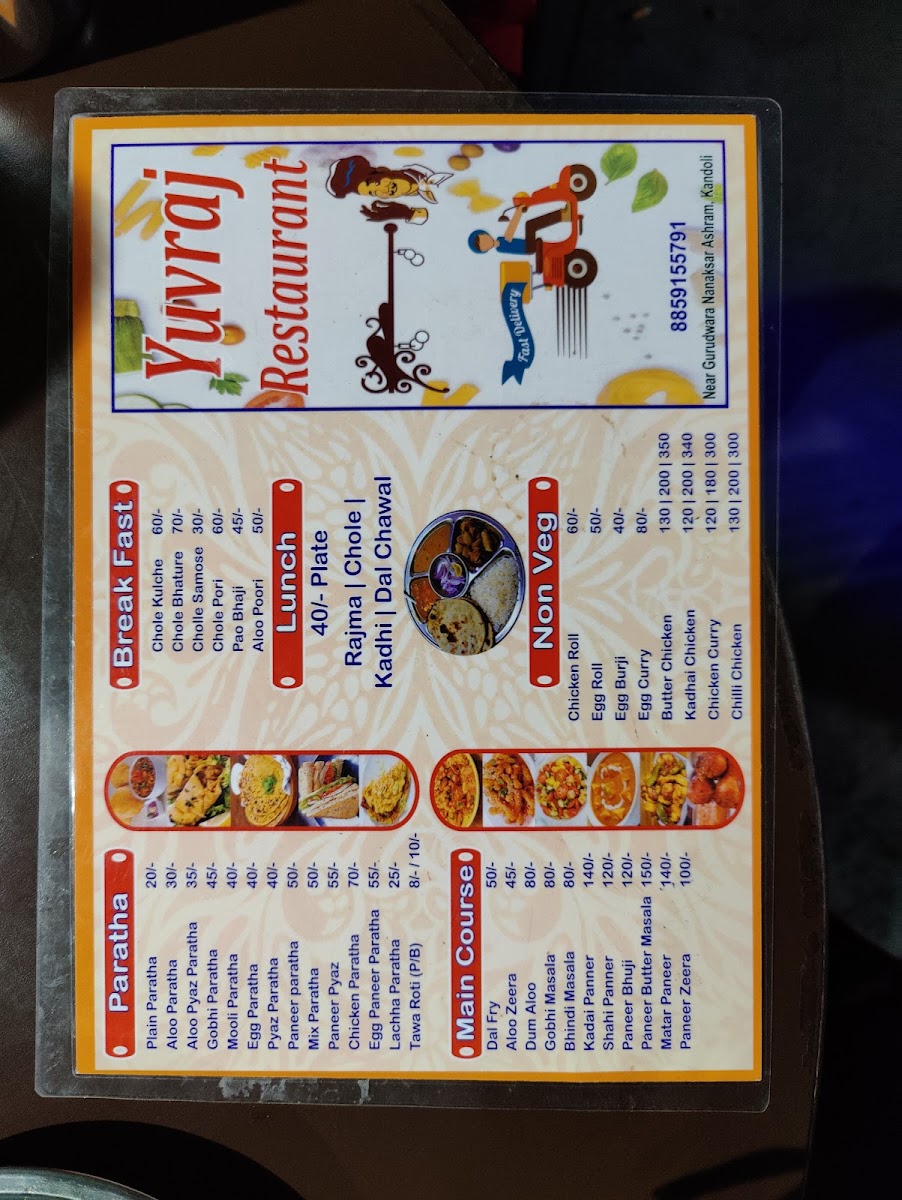 Yuvraj
Restaurant
Fast Delivery
8859155791
Near Gurudwara Nanaksar Ashram, Kandoli
Paratha
Plain Paratha 20/-
Aloo Paratha 30/-
Aloo Pyaz Paratha 35/-
Gobhi Paratha 45/-
Mooli Paratha 40/-
Egg Paratha 40/-
Pyaz Paratha 40/-
Paneer paratha 50/-
Mix Paratha 50/-
Paneer Pyaz 55/-
Chicken Paratha 70/-
Egg Paneer Paratha 55/-
Lachha Paratha 25/-
Tawa Roti (P/B) 8/- / 10/-
Break Fast
Chole Kulche 60/-
Chole Bhature 70/-
Cholle Samose 30/-
Chole Pori 60/-
Pao Bhaji 45/-
Aloo Poori 50/-
Lunch
40/- Plate
Rajma | Chole |
Kadhi | Dal Chawal
Main Course
Dal Fry 50/-
Aloo Zeera 45/-
Dum Aloo 80/-
Gobhi Masala 80/-
Bhindi Masala 80/-
Kadai Panner 140/-
Shahi Panner 120/-
Paneer Bhuji 120/-
Paneer Butter Masala 150/-
Matar Paneer 140/-
Paneer Zeera 100/-
Non Veg
Chicken Roll 60/-
Egg Roll 50/-
Egg Burji 40/-
Egg Curry 80/-
Butter Chicken 130 | 200 | 350
Kadhai Chicken 120 | 200 | 340
Chicken Curry 120 | 180 | 300
Chilli Chicken 130 | 200 | 300